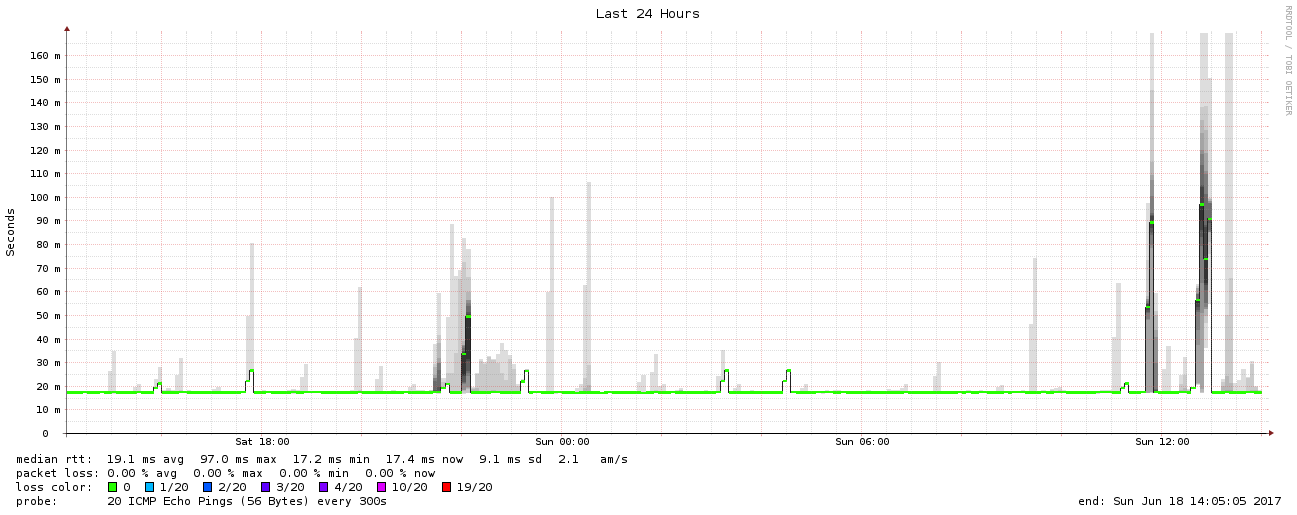 Last 24 Hours
RRDTOOL / TOBI OETIKER
Seconds
160 m
150 m
140 m
130 m
120 m
110 m
100 m
90 m
80 m
70 m
60 m
50 m
40 m
30 m
20 m
10 m
0
Sat 18:00 Sun 00:00 Sun 06:00 Sun 12:00
median rtt: 19.1 ms avg 97.0 ms max 17.2 ms min 17.4 ms now 9.1 ms sd 2.1 am/s
packet loss: 0.00 % avg 0.00 % max 0.00 % min 0.00 % now
loss color: 0 1/20 2/20 3/20 4/20 10/20 19/20
probe: 20 ICMP Echo Pings (56 Bytes) every 300s end: Sun Jun 18 14:05:05 2017